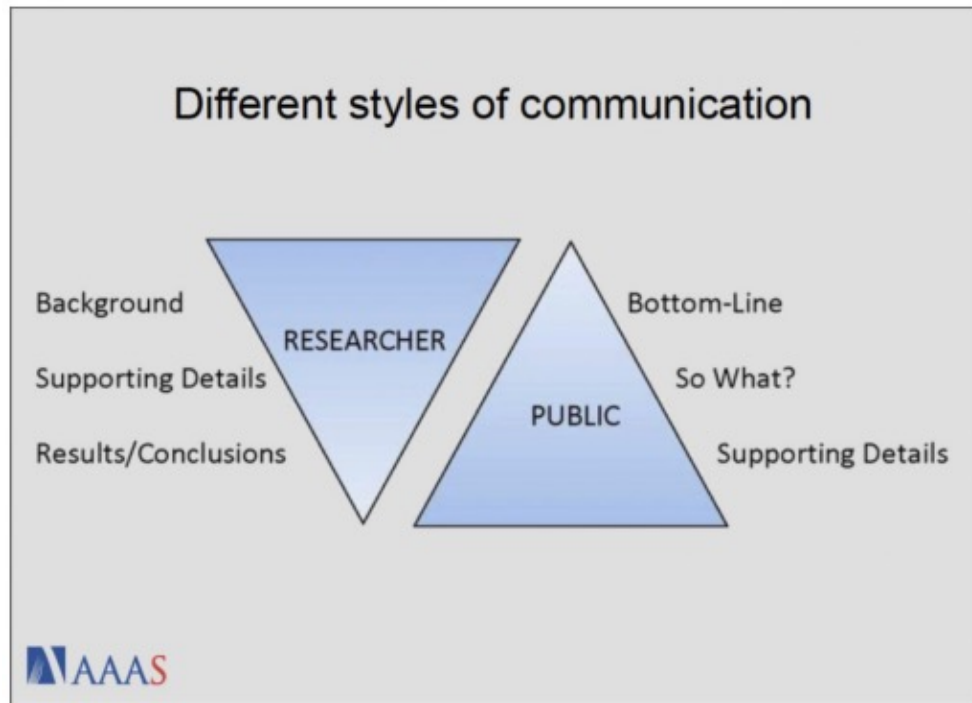 Different styles of communication
Background
Supporting Details
Results/Conclusions
RESEARCHER
PUBLIC
Bottom-Line
So What?
Supporting Details
AAAS